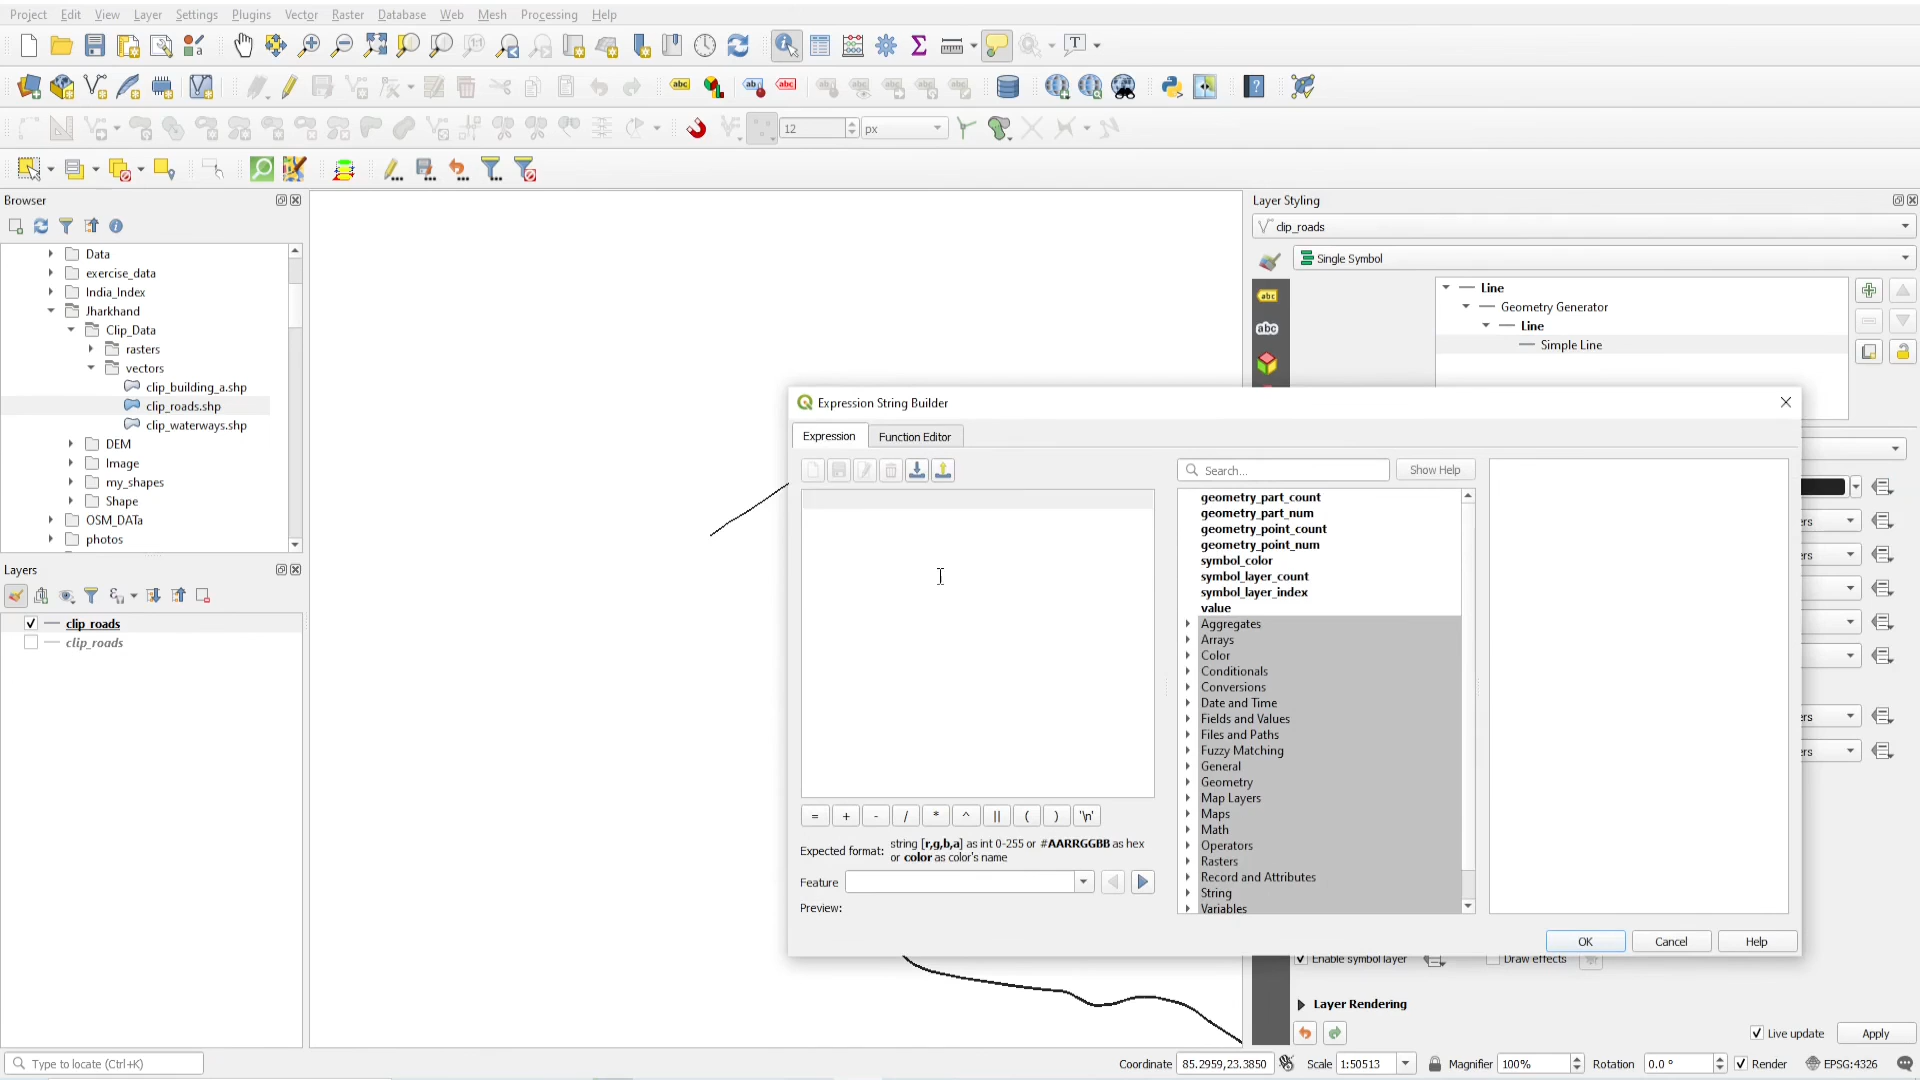 Project Edit View Layer Settings Plugins Vector Raster Database Web Mesh Processing Help
12 px
Browser
Data
exercise_data
India_Index
Jharkhand
Clip_Data
rasters
vectors
clip_building_a.shp
clip_roads.shp
clip_waterways.shp
DEM
Image
my_shapes
Shape
OSM_DATa
photos
Layers
clip_roads
clip_roads
Layer Styling
clip_roads
Single Symbol
Line
Geometry Generator
Line
Simple Line
Expression String Builder
Expression Function Editor
Search... Show Help
geometry_part_count
geometry_part_num
geometry_point_count
geometry_point_num
symbol_color
symbol_layer_count
symbol_layer_index
value
Aggregates
Arrays
Color
Conditionals
Conversions
Date and Time
Fields and Values
Files and Paths
Fuzzy Matching
General
Geometry
Map Layers
Maps
Math
Operators
Rasters
Record and Attributes
String
Variables
= + - / * ^ || ( ) '\n'
Expected format: string [r,g,b,a] as int 0-255 or #AARRGGBB as hex
or color as color's name
Feature
Preview:
OK Cancel Help
Enable symbol layer Draw effects
Layer Rendering
Live update Apply
Type to locate (Ctrl+K) Coordinate 85.2959,23.3850 Scale 1:50513 Magnifier 100% Rotation 0.0 ° Render EPSG:4326